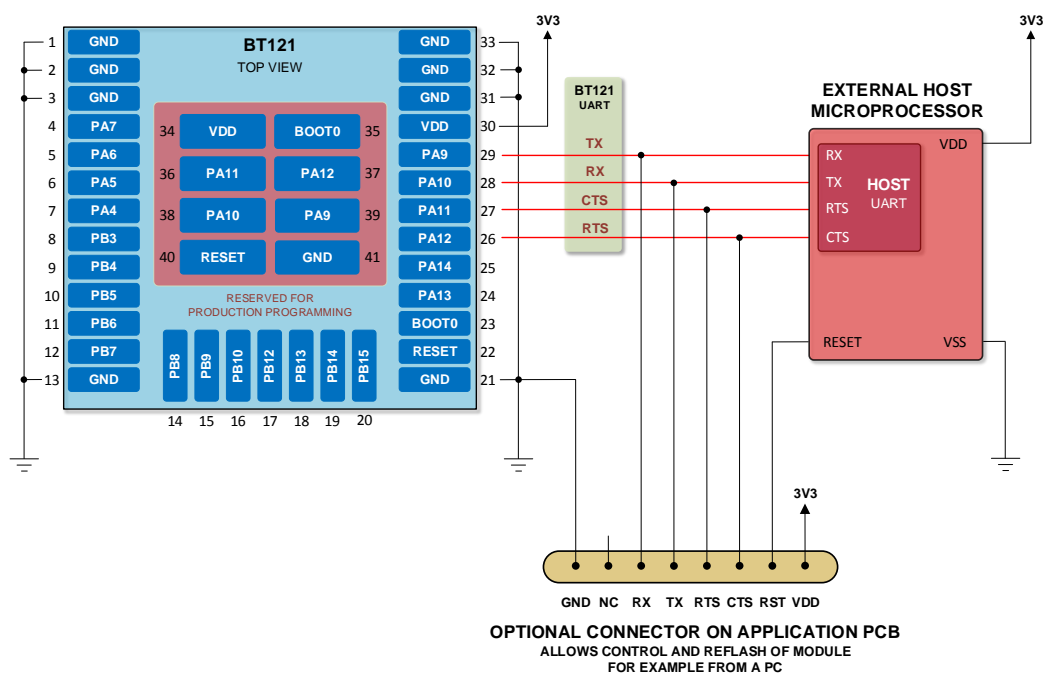 BT121
TOP VIEW
1 GND
2 GND
3 GND
4 PA7
5 PA6
6 PA5
7 PA4
8 PB3
9 PB4
10 PB5
11 PB6
12 PB7
13 GND
34 VDD BOOT0 35
36 PA11 PA12 37
38 PA10 PA9 39
40 RESET GND 41
RESERVED FOR
PRODUCTION PROGRAMMING
PB8 PB9 PB10 PB12 PB13 PB14 PB15
14 15 16 17 18 19 20
GND 33
GND 32
GND 31
VDD 30
PA9 29
PA10 28
PA11 27
PA12 26
PA14 25
PA13 24
BOOT0 23
RESET 22
GND 21
3V3
BT121
UART
TX
RX
CTS
RTS
3V3
EXTERNAL HOST
MICROPROCESSOR
VDD
RX
TX
RTS
CTS
HOST
UART
RESET VSS
3V3
GND NC RX TX RTS CTS RST VDD
OPTIONAL CONNECTOR ON APPLICATION PCB
ALLOWS CONTROL AND REFLASH OF MODULE
FOR EXAMPLE FROM A PC